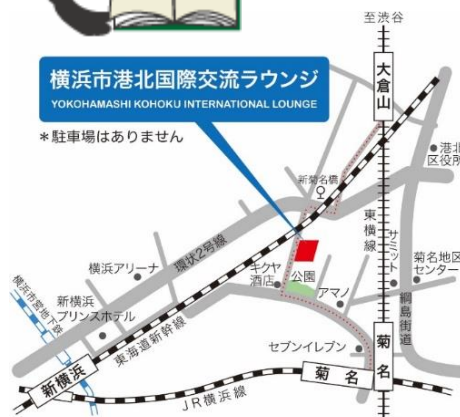 至渋谷
大倉山
横浜市港北国際交流ラウンジ
YOKOHAMASHI KOHOKU INTERNATIONAL LOUNGE
＊駐車場はありません
港北
区役所
新菊名橋
環状2号線
東横線
サミット
横浜アリーナ
キクヤ
酒店
公園
菊名地区
センター
アマノ
綱島街道
横浜市営地下鉄
新横浜
プリンスホテル
東海道新幹線
セブンイレブン
菊名
新横浜
菊名
JR横浜線